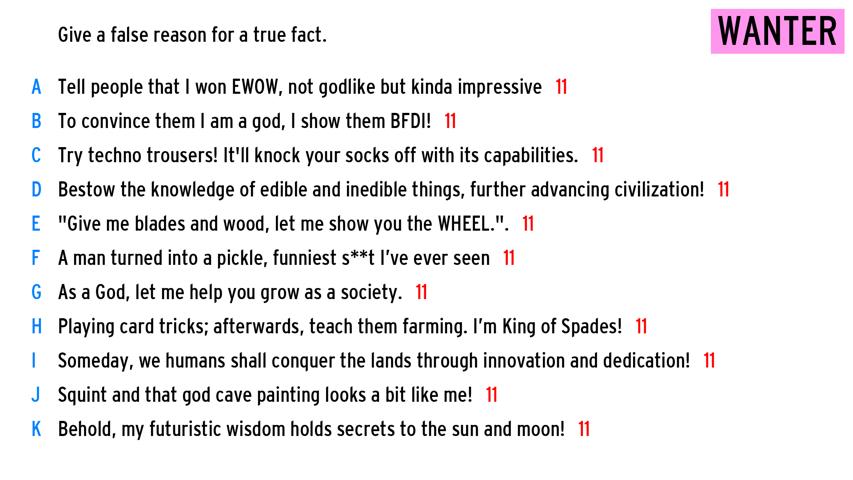 Give a false reason for a true fact.
WANTER
A Tell people that I won EWOW, not godlike but kinda impressive 11
B To convince them I am a god, I show them BFDI! 11
C Try techno trousers! It'll knock your socks off with its capabilities. 11
D Bestow the knowledge of edible and inedible things, further advancing civilization! 11
E "Give me blades and wood, let me show you the WHEEL.". 11
F A man turned into a pickle, funniest s**t I’ve ever seen 11
G As a God, let me help you grow as a society. 11
H Playing card tricks; afterwards, teach them farming. I’m King of Spades! 11
I Someday, we humans shall conquer the lands through innovation and dedication! 11
J Squint and that god cave painting looks a bit like me! 11
K Behold, my futuristic wisdom holds secrets to the sun and moon! 11